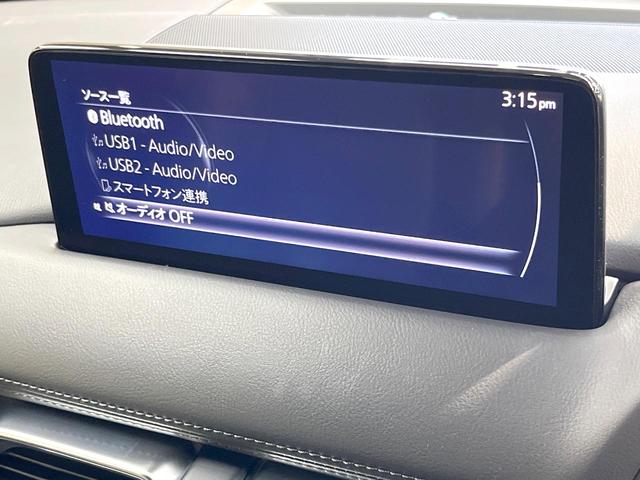 ソース一覧
3:15pm
Bluetooth
USB1 - Audio/Video
USB2 - Audio/Video
スマートフォン連携
オーディオ OFF